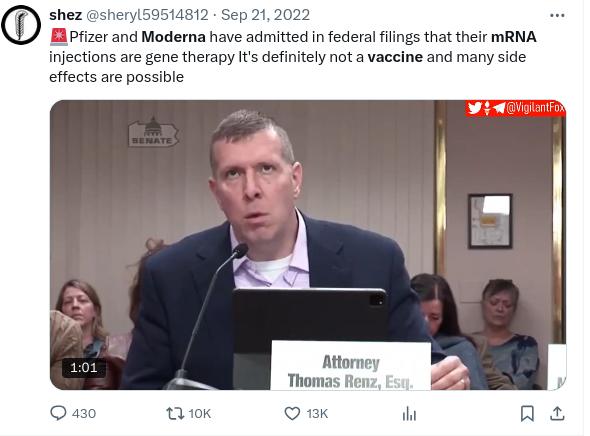 shez @sheryl59514812 · Sep 21, 2022
🚨Pfizer and Moderna have admitted in federal filings that their mRNA
injections are gene therapy It's definitely not a vaccine and many side
effects are possible
@VigilantFox
SENATE
1:01
Attorney
Thomas Renz, Esq.
430 10K 13K